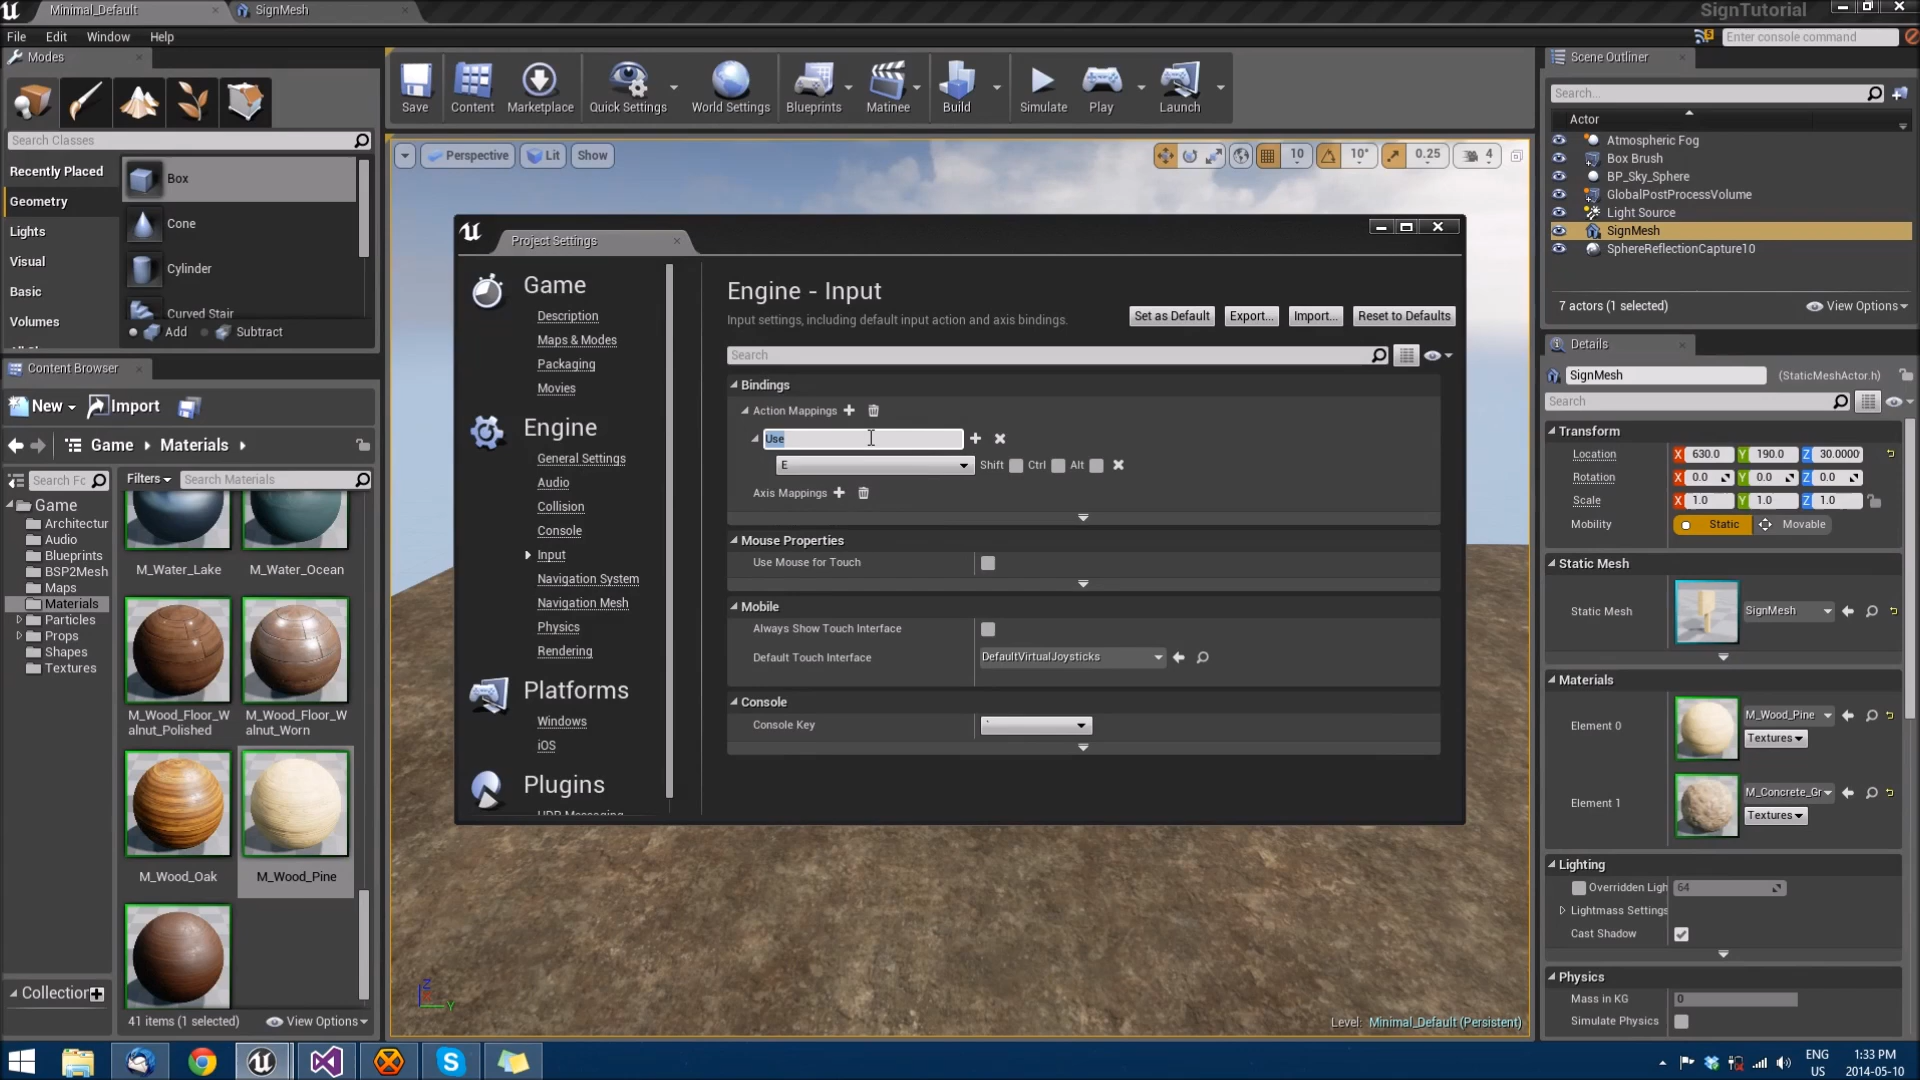 Minimal_Default
SignMesh
SignTutorial
File Edit Window Help
Enter console command
Modes
Search Classes
Recently Placed
Geometry
Lights
Visual
Basic
Volumes
Box
Cone
Cylinder
Curved Stair
Add Subtract
Save
Content
Marketplace
Quick Settings
World Settings
Blueprints
Matinee
Build
Simulate
Play
Launch
Perspective Lit Show
10 10° 0.25 4
Project Settings
Game
Description
Maps & Modes
Packaging
Movies
Engine
General Settings
Audio
Collision
Console
Input
Navigation System
Navigation Mesh
Physics
Rendering
Platforms
Windows
iOS
Plugins
Engine - Input
Input settings, including default input action and axis bindings.
Set as Default Export... Import... Reset to Defaults
Search
Bindings
Action Mappings
Use
E Shift Ctrl Alt
Axis Mappings
Mouse Properties
Use Mouse for Touch
Mobile
Always Show Touch Interface
Default Touch Interface DefaultVirtualJoysticks
Console
Console Key `
Level: Minimal_Default (Persistent)
Content Browser
New Import
Game Materials
Search Fc
Filters Search Materials
Game
Architectur
Audio
Blueprints
BSP2Mesh
Maps
Materials
Particles
Props
Shapes
Textures
M_Water_Lake
M_Water_Ocean
M_Wood_Floor_W
alnut_Polished
M_Wood_Floor_W
alnut_Worn
M_Wood_Oak
M_Wood_Pine
Collection
41 items (1 selected) View Options
Scene Outliner
Search...
Actor
Atmospheric Fog
Box Brush
BP_Sky_Sphere
GlobalPostProcessVolume
Light Source
SignMesh
SphereReflectionCapture10
7 actors (1 selected) View Options
Details
SignMesh (StaticMeshActor.h)
Search
Transform
Location X 630.0 Y 190.0 Z 30.0000
Rotation X 0.0 Y 0.0 Z 0.0
Scale X 1.0 Y 1.0 Z 1.0
Mobility Static Movable
Static Mesh
Static Mesh SignMesh
Materials
Element 0 M_Wood_Pine
Textures
Element 1 M_Concrete_Gr
Textures
Lighting
Overridden Ligh 64
Lightmass Settings
Cast Shadow
Physics
Mass in KG 0
Simulate Physics
ENG
US
1:33 PM
2014-05-10